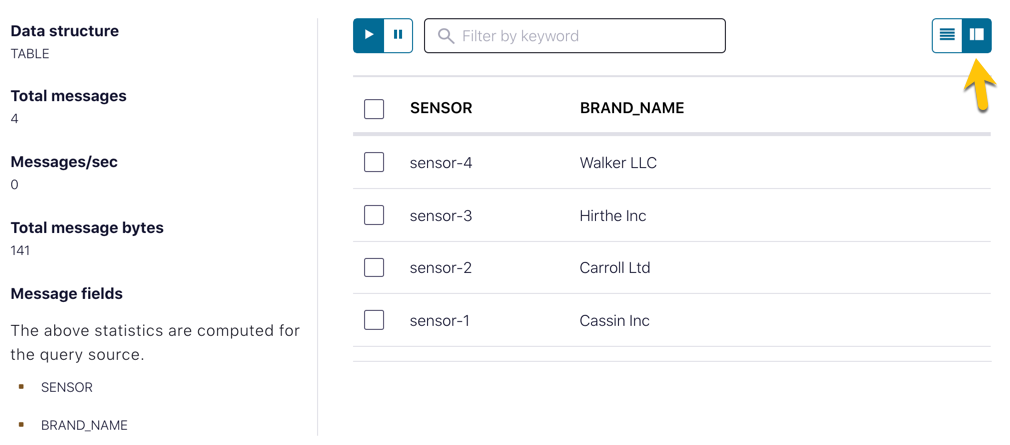 Data structure
TABLE
Total messages
4
Messages/sec
0
Total message bytes
141
Message fields
The above statistics are computed for
the query source.
SENSOR
BRAND_NAME
Filter by keyword
SENSOR BRAND_NAME
sensor-4 Walker LLC
sensor-3 Hirthe Inc
sensor-2 Carroll Ltd
sensor-1 Cassin Inc